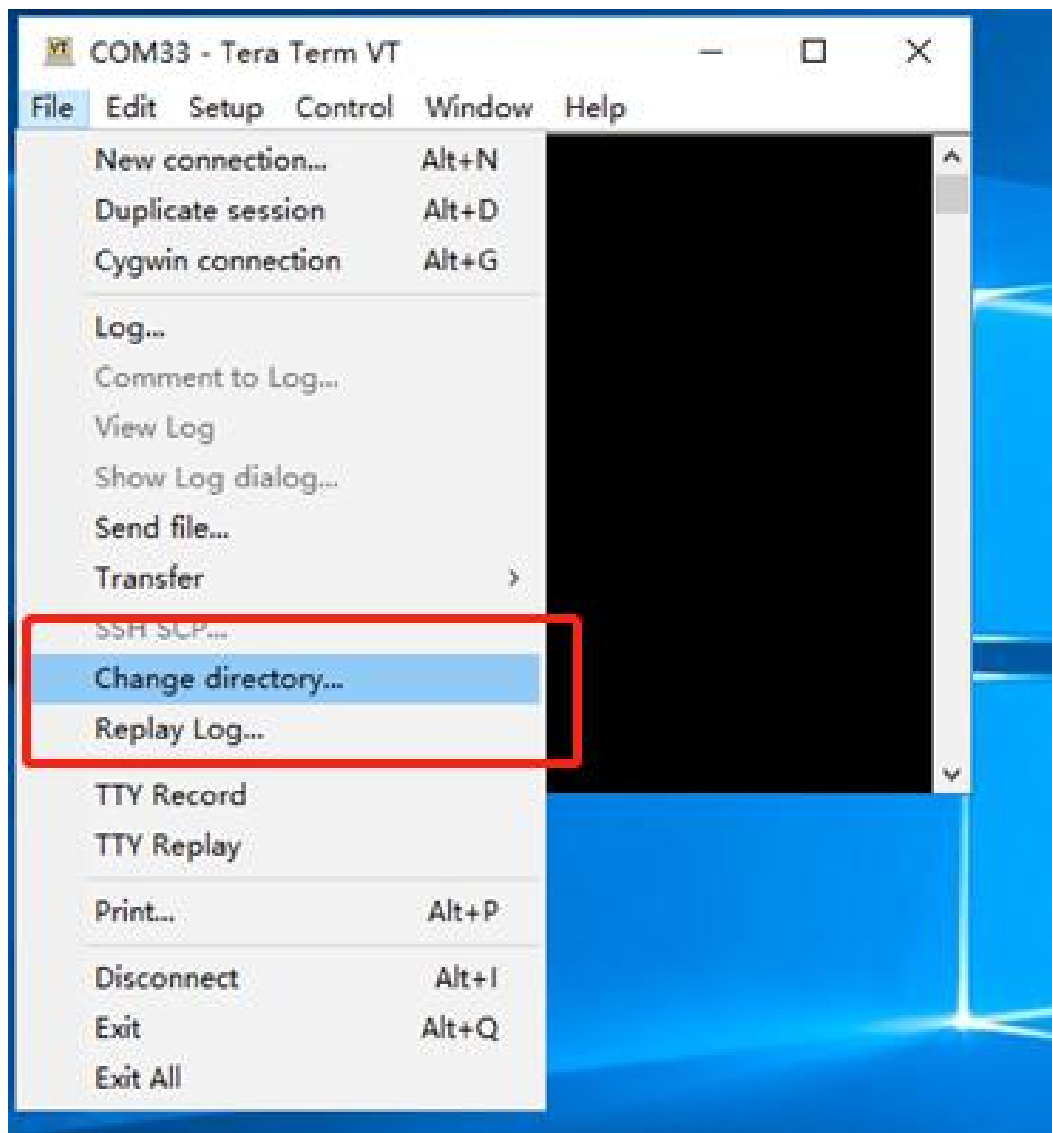 VT COM33 - Tera Term VT
File Edit Setup Control Window Help
New connection... Alt+N
Duplicate session Alt+D
Cygwin connection Alt+G
Log...
Comment to Log...
View Log
Show Log dialog...
Send file...
Transfer >
SSH SCP...
Change directory...
Replay Log...
TTY Record
TTY Replay
Print... Alt+P
Disconnect Alt+I
Exit Alt+Q
Exit All